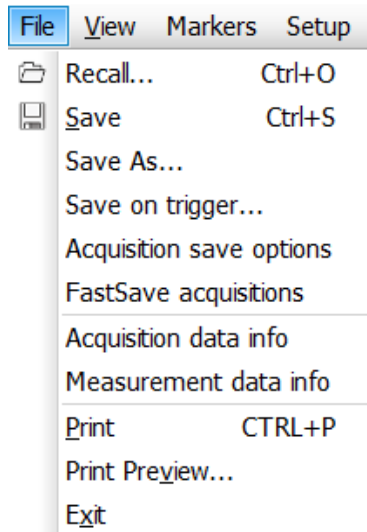 File View Markers Setup
Recall... Ctrl+O
Save Ctrl+S
Save As...
Save on trigger...
Acquisition save options
FastSave acquisitions
Acquisition data info
Measurement data info
Print CTRL+P
Print Preview...
Exit